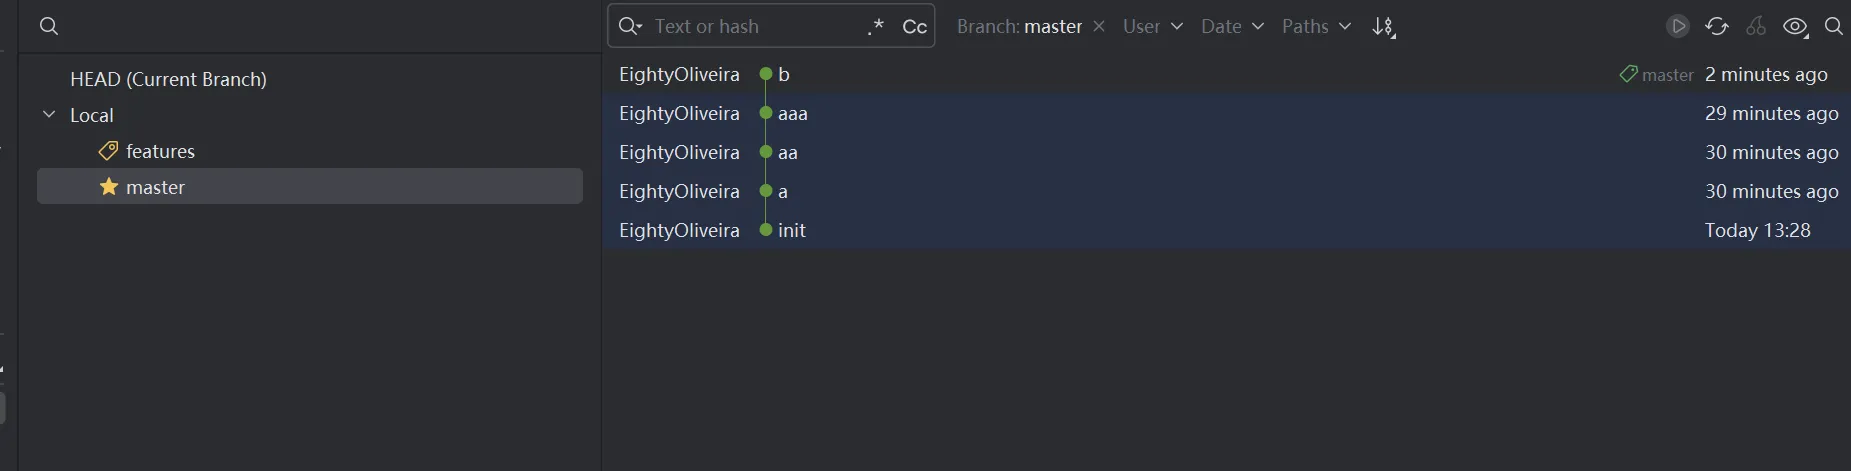 Text or hash .* Cc Branch: master User Date Paths
HEAD (Current Branch)
Local
features
master
EightyOliveira b master 2 minutes ago
EightyOliveira aaa 29 minutes ago
EightyOliveira aa 30 minutes ago
EightyOliveira a 30 minutes ago
EightyOliveira init Today 13:28